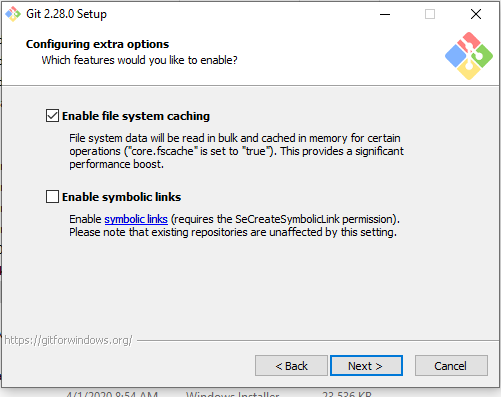 Git 2.28.0 Setup
Configuring extra options
Which features would you like to enable?
Enable file system caching
File system data will be read in bulk and cached in memory for certain
operations ("core.fscache" is set to "true"). This provides a significant
performance boost.
Enable symbolic links
Enable symbolic links (requires the SeCreateSymbolicLink permission).
Please note that existing repositories are unaffected by this setting.
https://gitforwindows.org/
< Back
Next >
Cancel
4/1/2020 8:54 AM
Windows Installer
23,536 KB